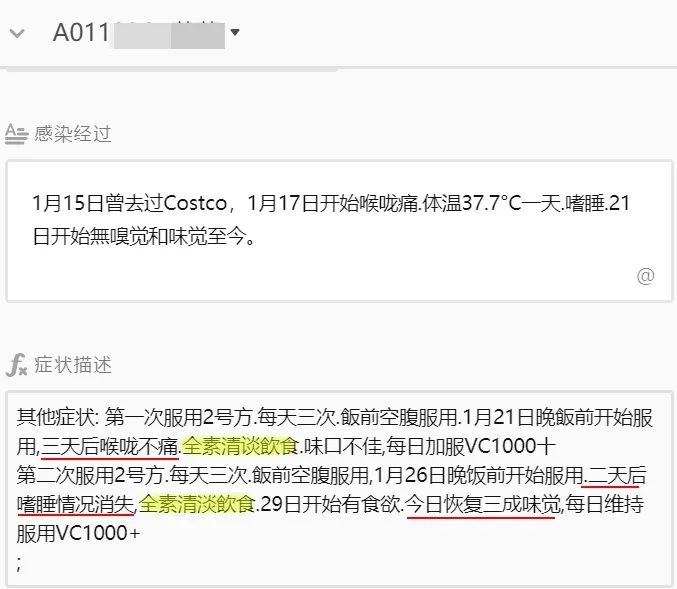 A011
感染经过
1月15日曾去过Costco，1月17日开始喉咙痛.体温37.7°C一天.嗜睡.21
日开始無嗅觉和味觉至今。
@
症状描述
其他症状: 第一次服用2号方.每天三次.飯前空腹服用.1月21日晚飯前开始服
用,三天后喉咙不痛.全素清谈飲食.味口不佳,每日加服VC1000十
第二次服用2号方.每天三次.飯前空腹服用,1月26日晚饭前开始服用.二天后
嗜睡情况消失,全素清淡飲食.29日开始有食欲.今日恢复三成味觉,每日维持
服用VC1000+
;